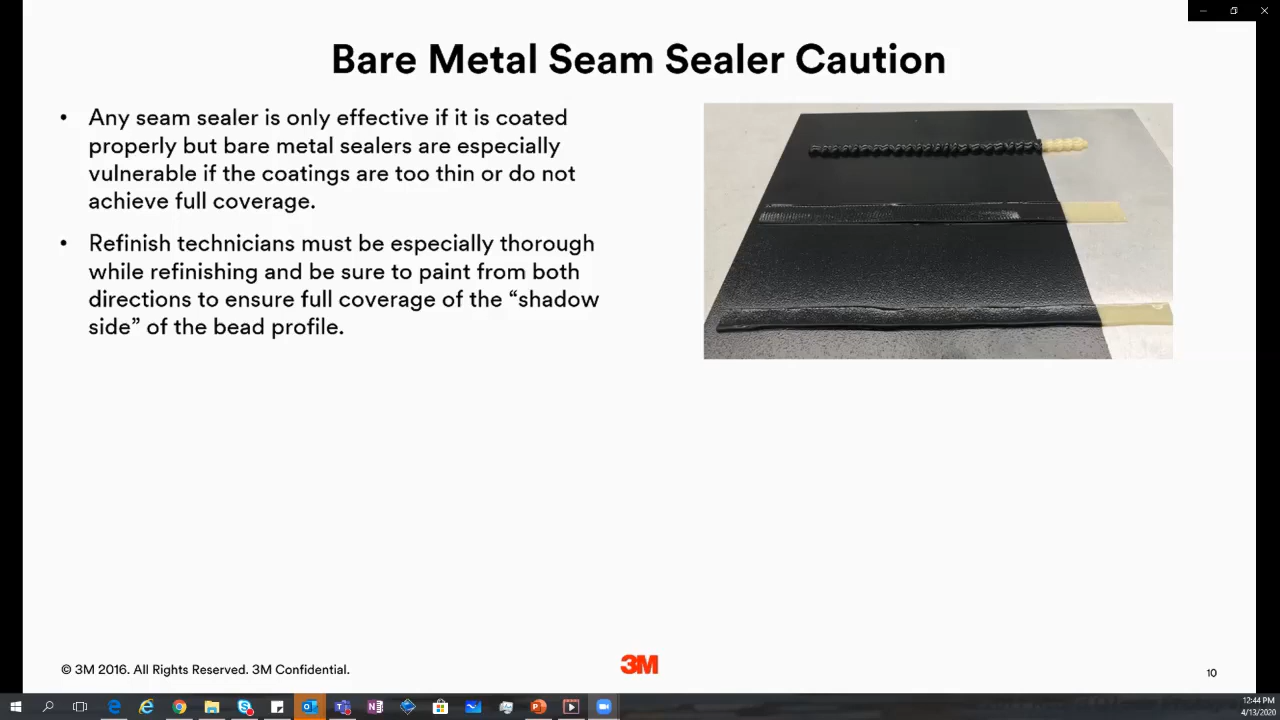 Bare Metal Seam Sealer Caution
• Any seam sealer is only effective if it is coated
properly but bare metal sealers are especially
vulnerable if the coatings are too thin or do not
achieve full coverage.
• Refinish technicians must be especially thorough
while refinishing and be sure to paint from both
directions to ensure full coverage of the “shadow
side” of the bead profile.
© 3M 2016. All Rights Reserved. 3M Confidential.
3M
10
12:44 PM
4/13/2020